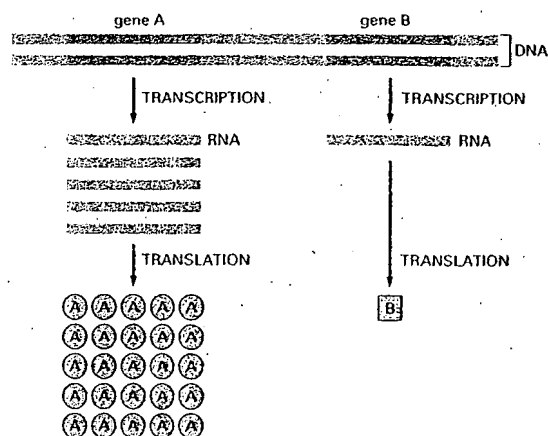 gene A gene B
DNA
TRANSCRIPTION TRANSCRIPTION
RNA RNA
TRANSLATION TRANSLATION
A A A A A B
A A A A A
A A A A A
A A A A A
A A A A A